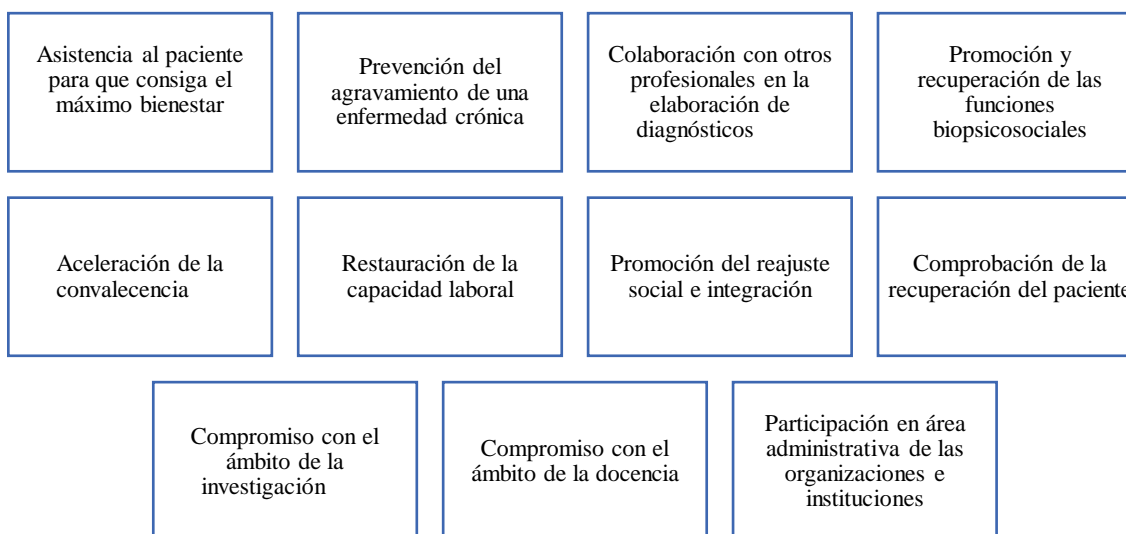 Asistencia al paciente
para que consiga el
máximo bienestar
Prevención del
agravamiento de una
enfermedad crónica
Colaboración con otros
profesionales en la
elaboración de
diagnósticos
Promoción y
recuperación de las
funciones
biopsicosociales
Aceleración de la
convalecencia
Restauración de la
capacidad laboral
Promoción del reajuste
social e integración
Comprobación de la
recuperación del paciente
Compromiso con el
ámbito de la
investigación
Compromiso con el
ámbito de la docencia
Participación en área
administrativa de las
organizaciones e
instituciones